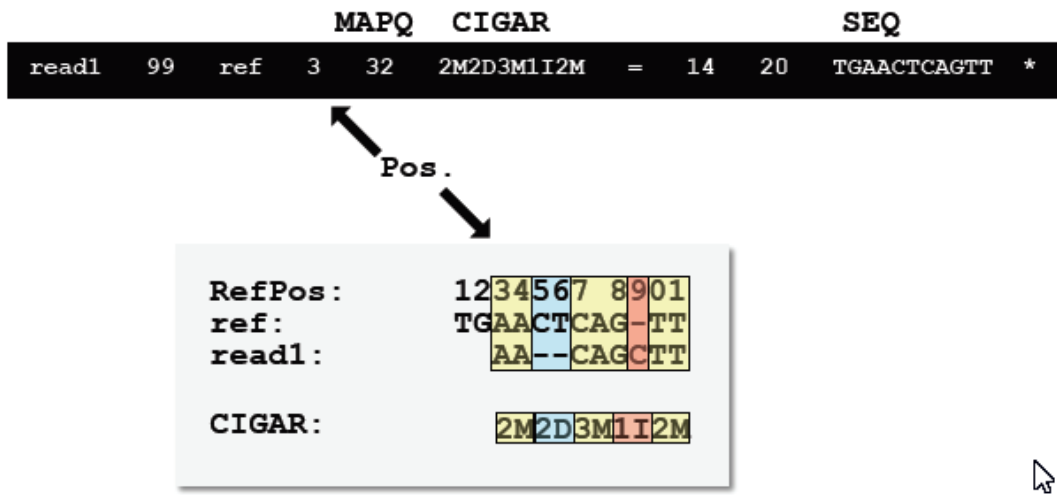 MAPQ CIGAR SEQ
read1 99 ref 3 32 2M2D3M1I2M = 14 20 TGAACTCAGTT *
Pos.
RefPos: 1234567 8901
ref: TGAACTCAG-TT
read1: AA--CAGCTT
CIGAR: 2M2D3M1I2M